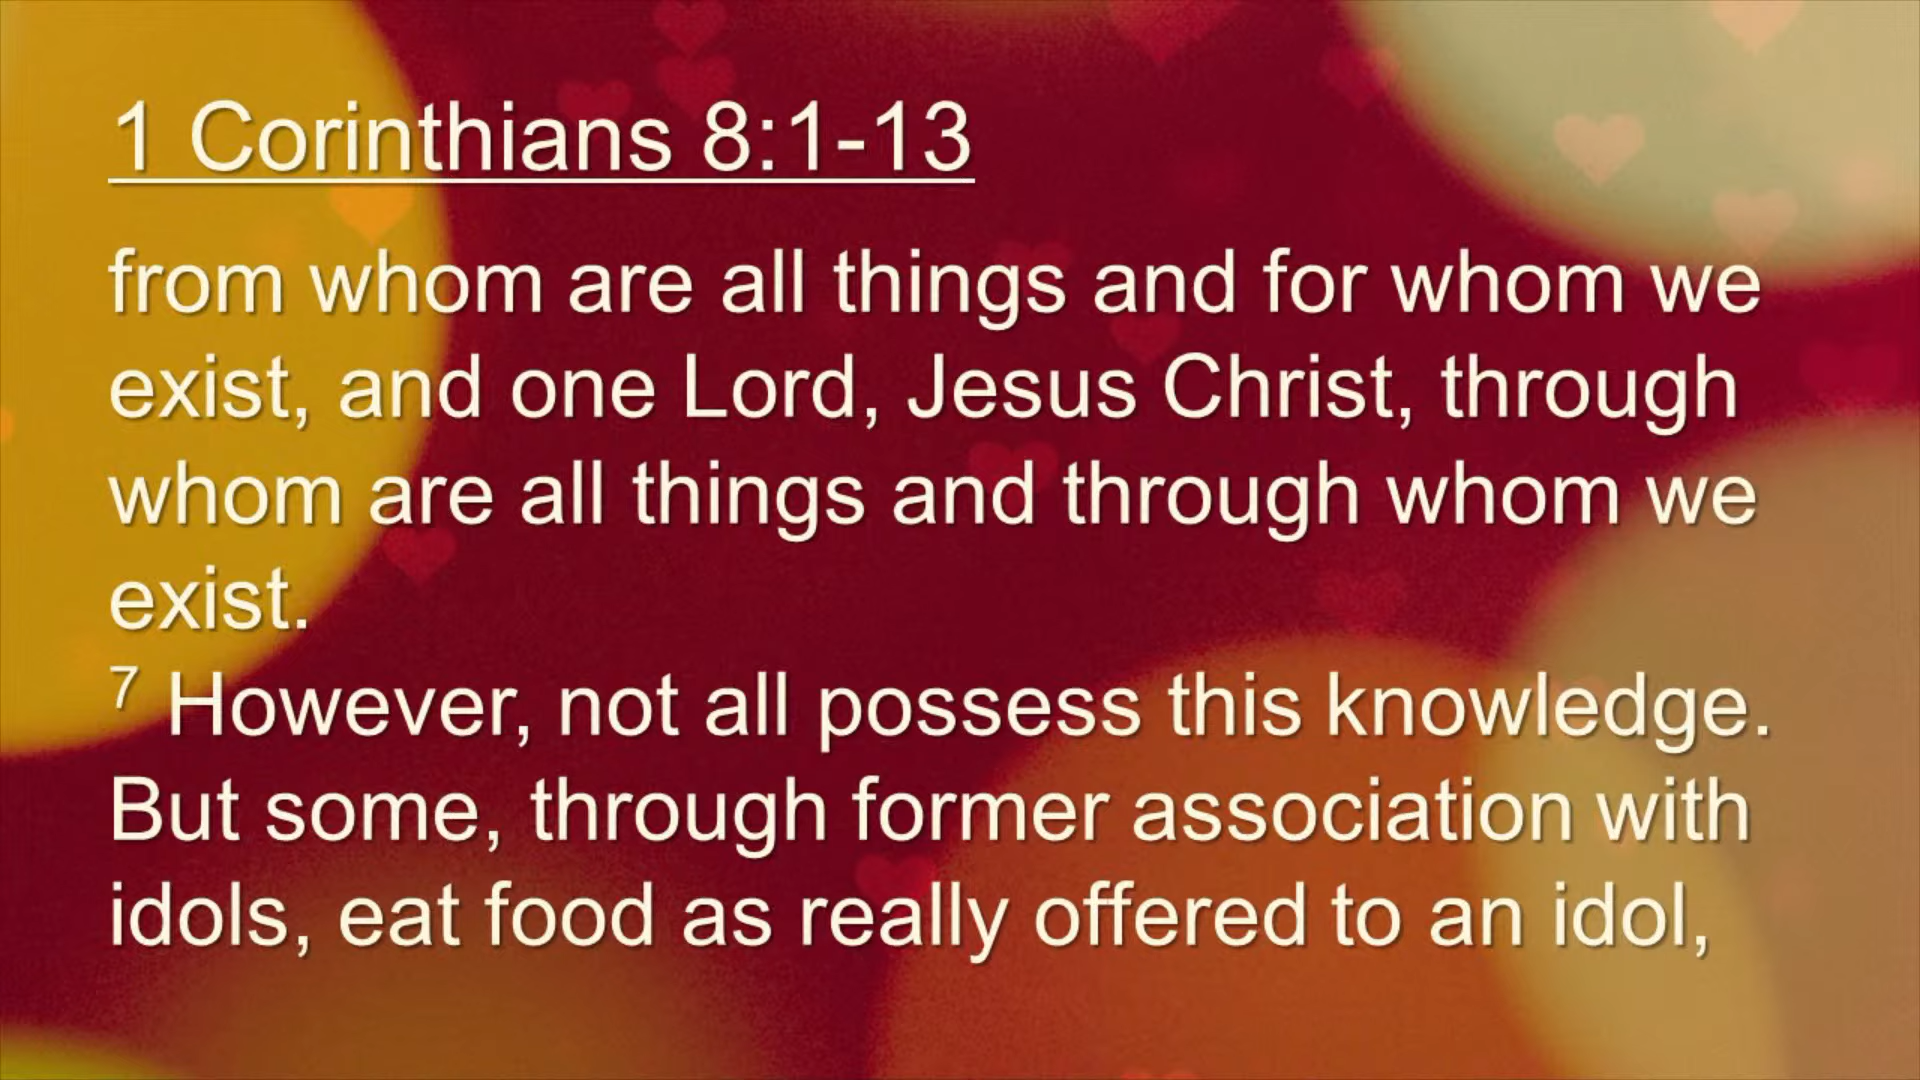 1 Corinthians 8:1-13
from whom are all things and for whom we
exist, and one Lord, Jesus Christ, through
whom are all things and through whom we
exist.
7 However, not all possess this knowledge.
But some, through former association with
idols, eat food as really offered to an idol,